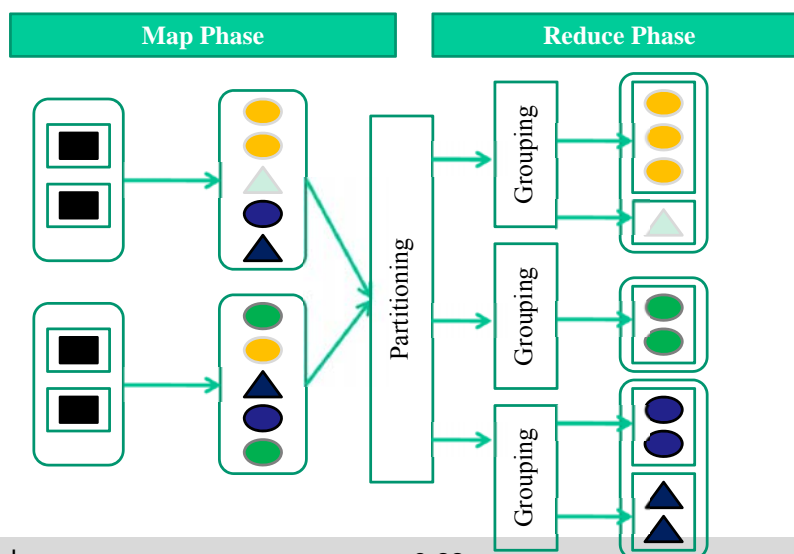 Map Phase
Reduce Phase
Partitioning
Grouping
Grouping
Grouping